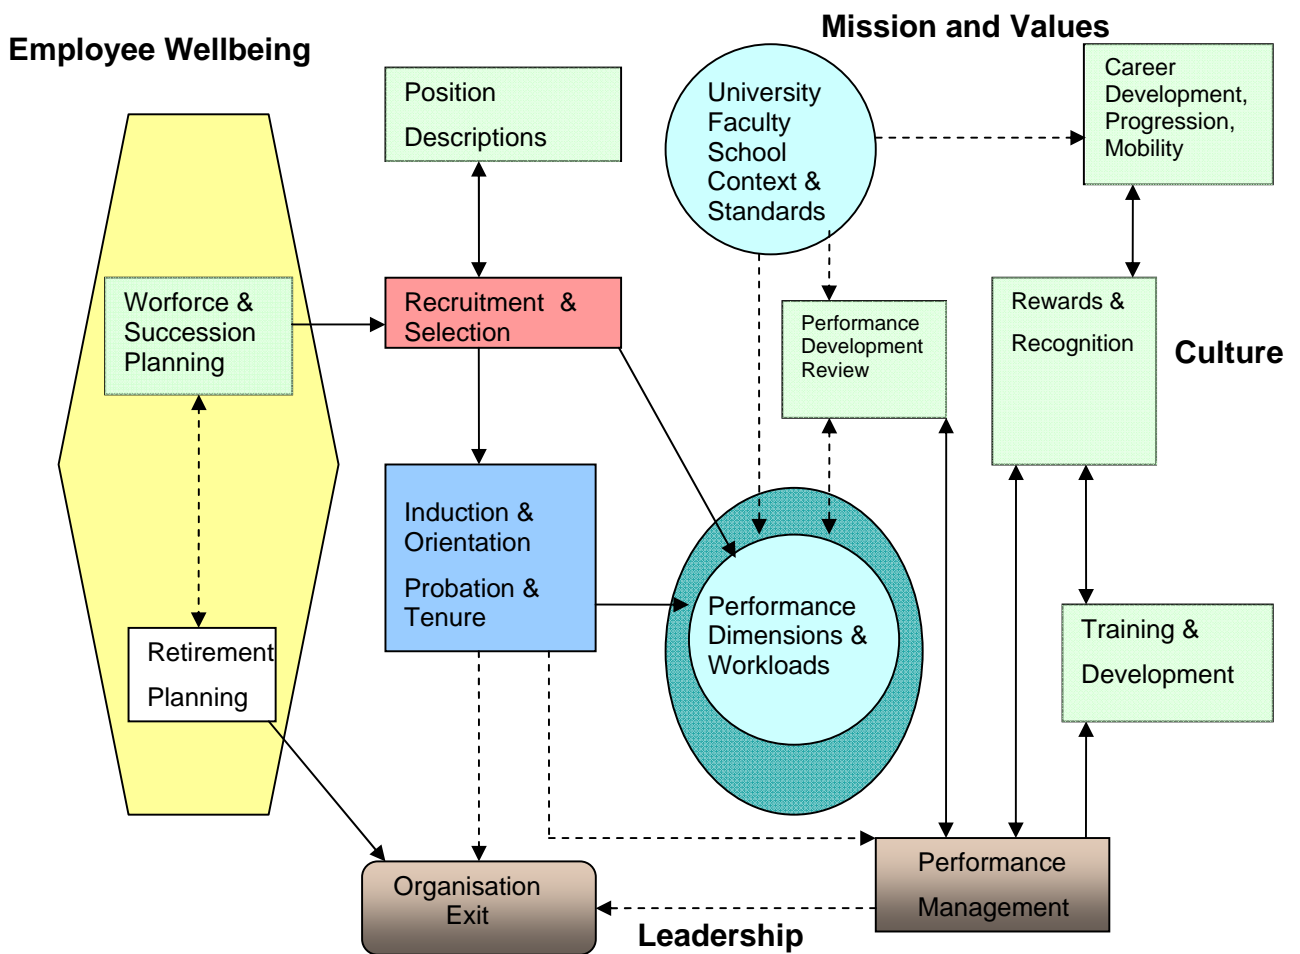 Mission and Values
Employee Wellbeing
Position
Descriptions
University
Faculty
School
Context &
Standards
Career
Development,
Progression,
Mobility
Worforce &
Succession
Planning
Recruitment &
Selection
Performance
Development
Review
Rewards &
Recognition
Culture
Induction &
Orientation
Probation &
Tenure
Performance
Dimensions &
Workloads
Training &
Development
Retirement
Planning
Organisation
Exit
Performance
Management
Leadership